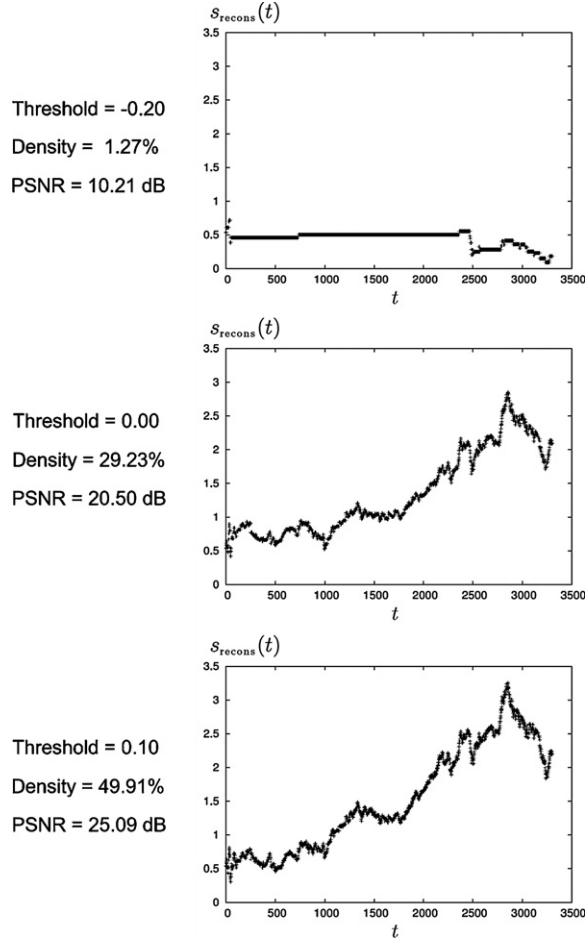 s_recons(t)
3.5
3
2.5
2
1.5
1
0.5
0
0 500 1000 1500 2000 2500 3000 3500
t
Threshold = -0.20
Density = 1.27%
PSNR = 10.21 dB
s_recons(t)
3.5
3
2.5
2
1.5
1
0.5
0
0 500 1000 1500 2000 2500 3000 3500
t
Threshold = 0.00
Density = 29.23%
PSNR = 20.50 dB
s_recons(t)
3.5
3
2.5
2
1.5
1
0.5
0
0 500 1000 1500 2000 2500 3000 3500
t
Threshold = 0.10
Density = 49.91%
PSNR = 25.09 dB